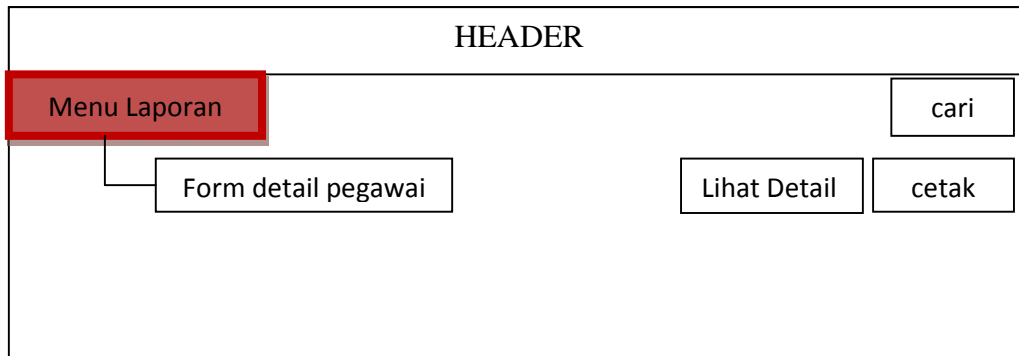 HEADER
Menu Laporan
cari
Form detail pegawai
Lihat Detail
cetak